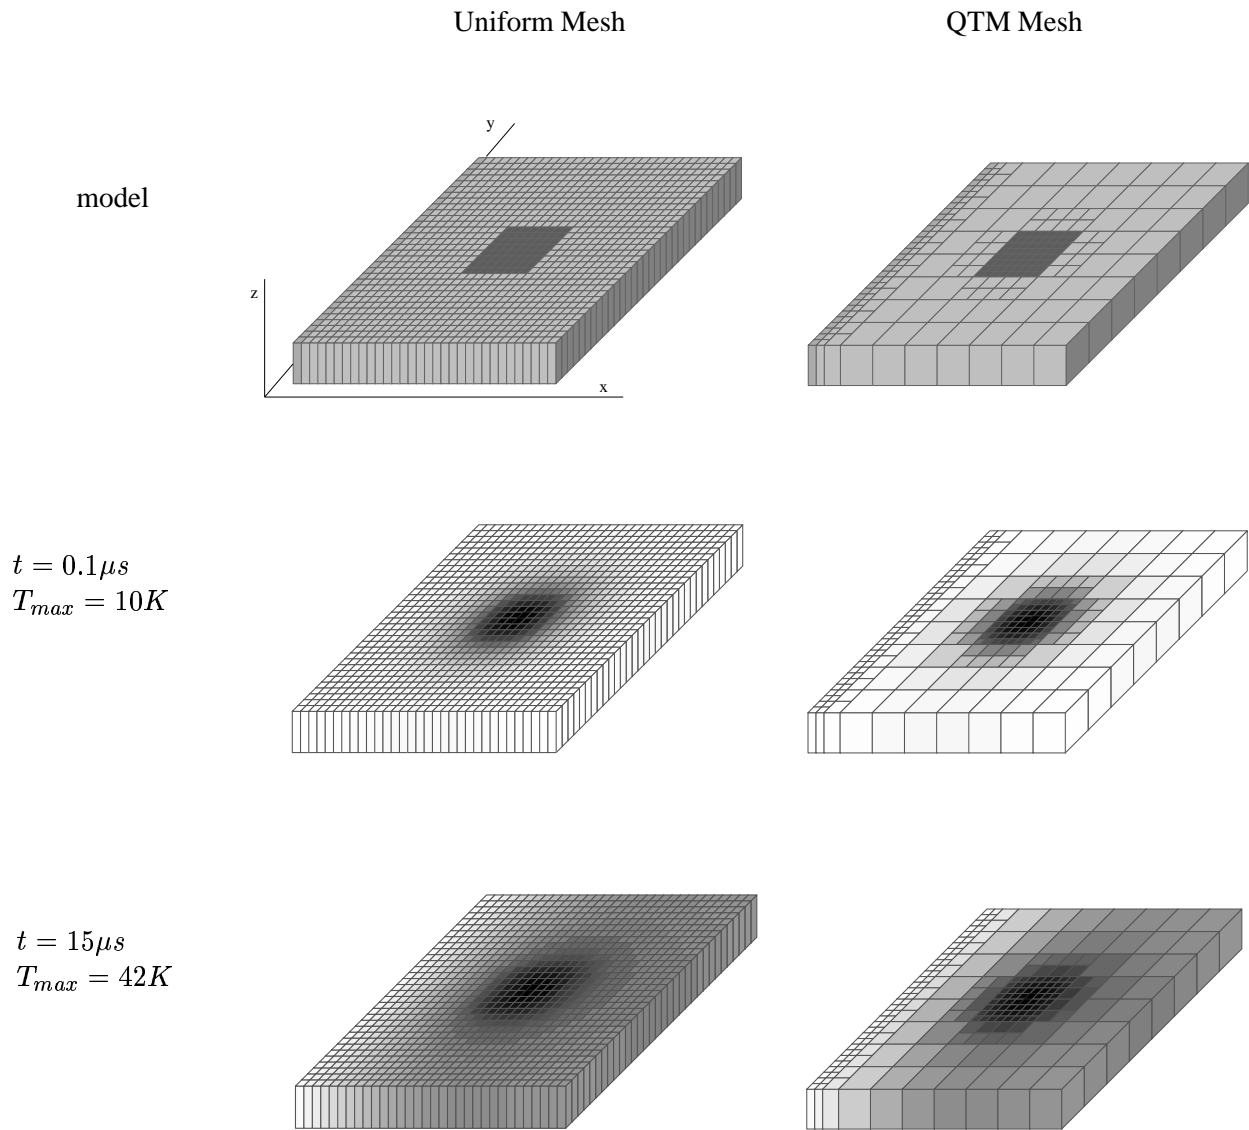 Uniform Mesh QTM Mesh
y
model
z
x
t = 0.1μs
T_max = 10K
t = 15μs
T_max = 42K